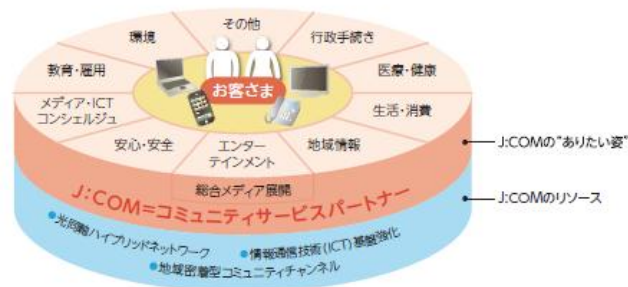 その他
環境
行政手続き
教育・雇用
医療・健康
お客さま
メディア・ICT
コンシェルジュ
生活・消費
安心・安全
エンター
テインメント
地域情報
総合メディア展開
J:COMの“ありたい姿”
J:COM=コミュニティサービスパートナー
J:COMのリソース
●光同軸ハイブリッドネットワーク
●情報通信技術(ICT)基盤強化
●地域密着型コミュニティチャンネル